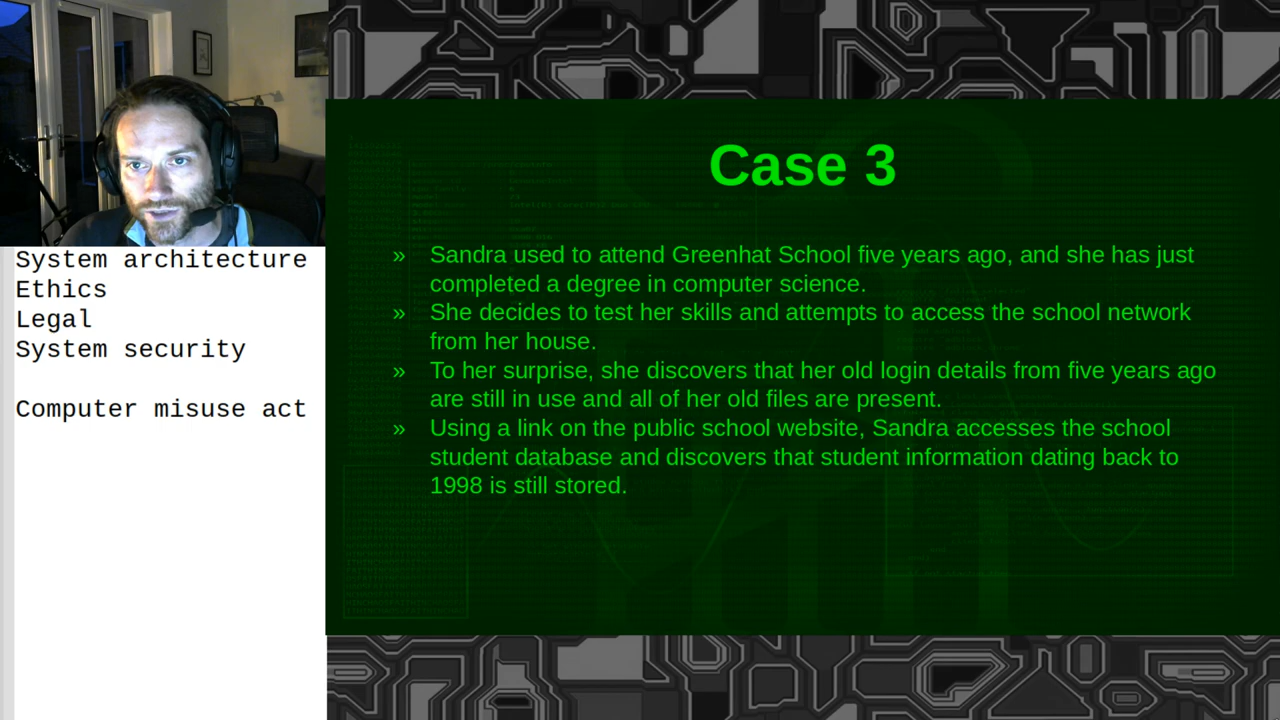 System architecture
Ethics
Legal
System security
Computer misuse act
Case 3
» Sandra used to attend Greenhat School five years ago, and she has just
completed a degree in computer science.
» She decides to test her skills and attempts to access the school network
from her house.
» To her surprise, she discovers that her old login details from five years ago
are still in use and all of her old files are present.
» Using a link on the public school website, Sandra accesses the school
student database and discovers that student information dating back to
1998 is still stored.